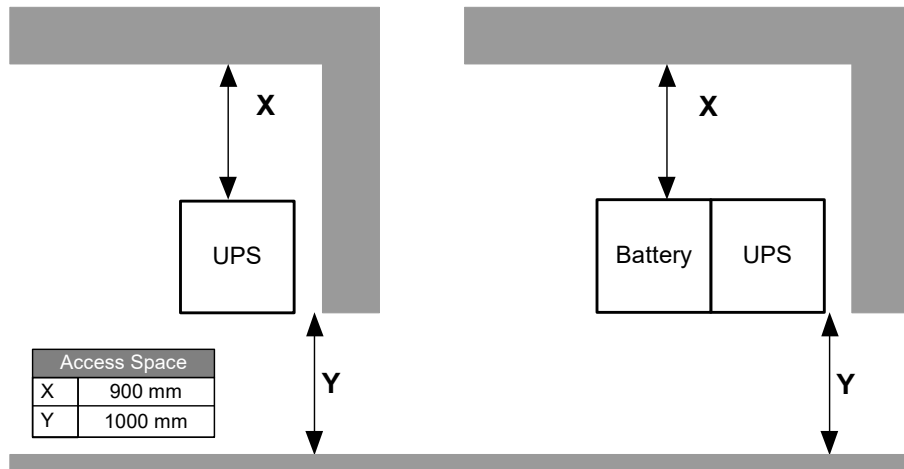 X
X
UPS
Battery UPS
Y
Y
Access Space
X 900 mm
Y 1000 mm